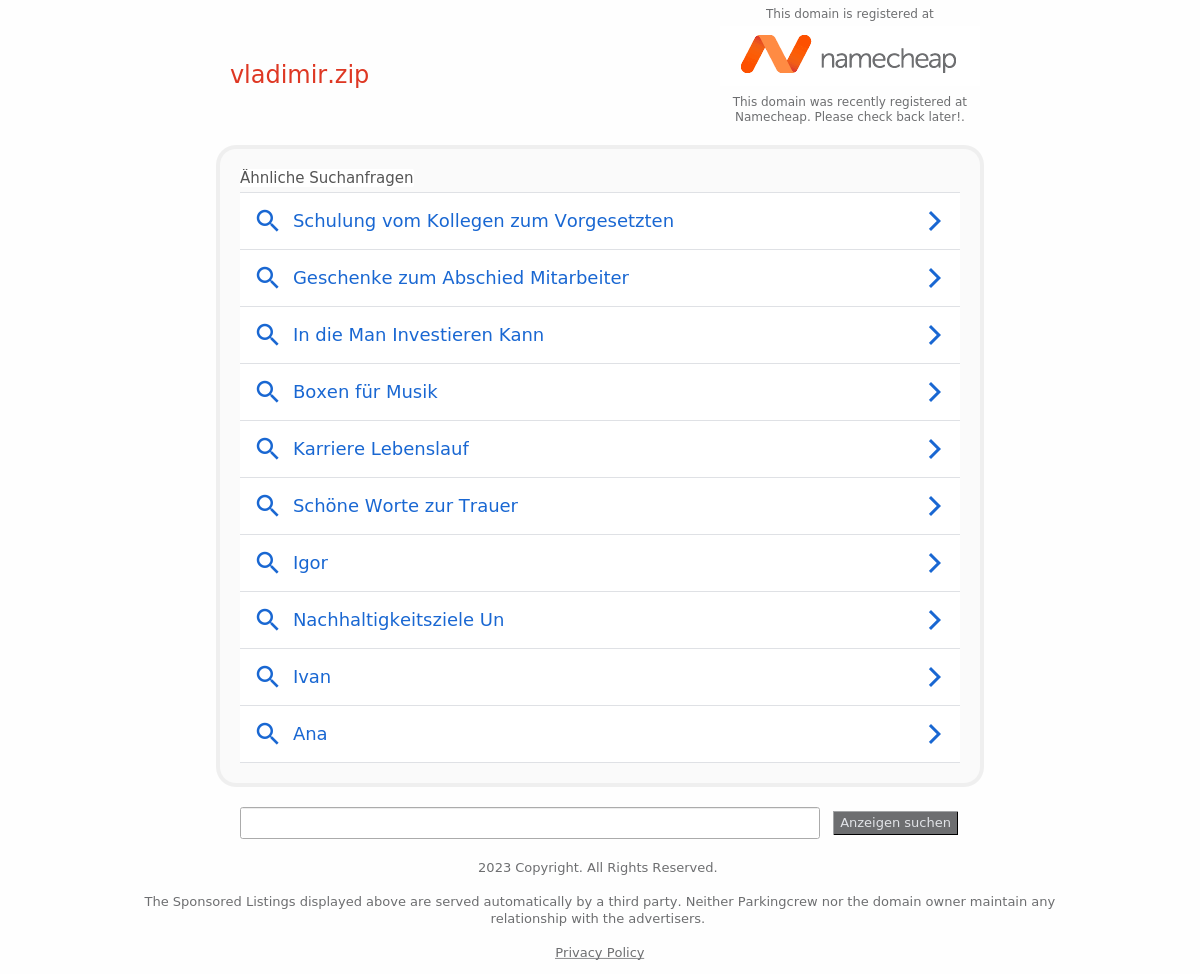 This domain is registered at
namecheap
vladimir.zip
This domain was recently registered at
Namecheap. Please check back later!.
Ähnliche Suchanfragen
Schulung vom Kollegen zum Vorgesetzten
Geschenke zum Abschied Mitarbeiter
In die Man Investieren Kann
Boxen für Musik
Karriere Lebenslauf
Schöne Worte zur Trauer
Igor
Nachhaltigkeitsziele Un
Ivan
Ana
Anzeigen suchen
2023 Copyright. All Rights Reserved.
The Sponsored Listings displayed above are served automatically by a third party. Neither Parkingcrew nor the domain owner maintain any
relationship with the advertisers.
Privacy Policy